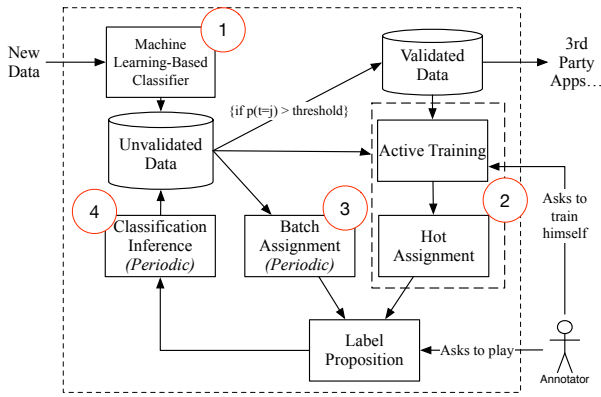 New
Data
1
Machine
Learning-Based
Classifier
Validated
Data
3rd
Party
Apps…
{if p(t=j) > threshold}
Unvalidated
Data
Active Training
2
4
Classification
Inference
(Periodic)
3
Batch
Assignment
(Periodic)
Hot
Assignment
Asks to
train
himself
Label
Proposition
Asks to play
Annotator